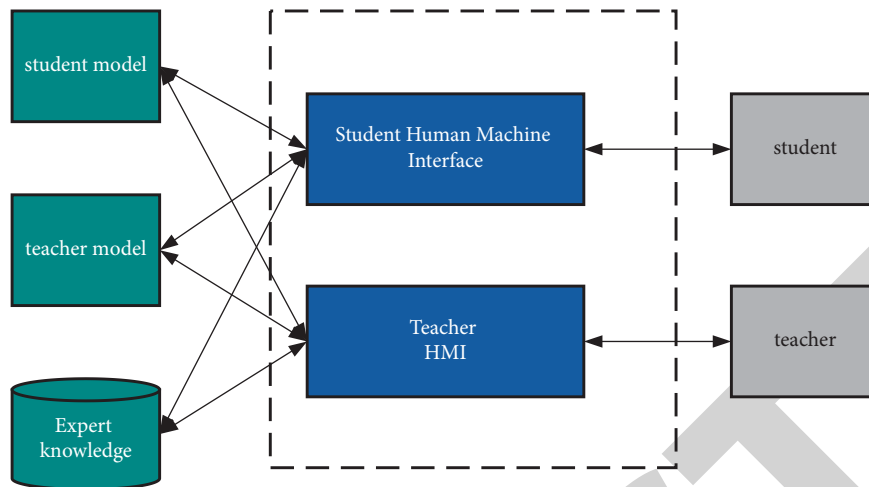 student model
Student Human Machine
Interface
student
teacher model
Teacher
HMI
teacher
Expert
knowledge